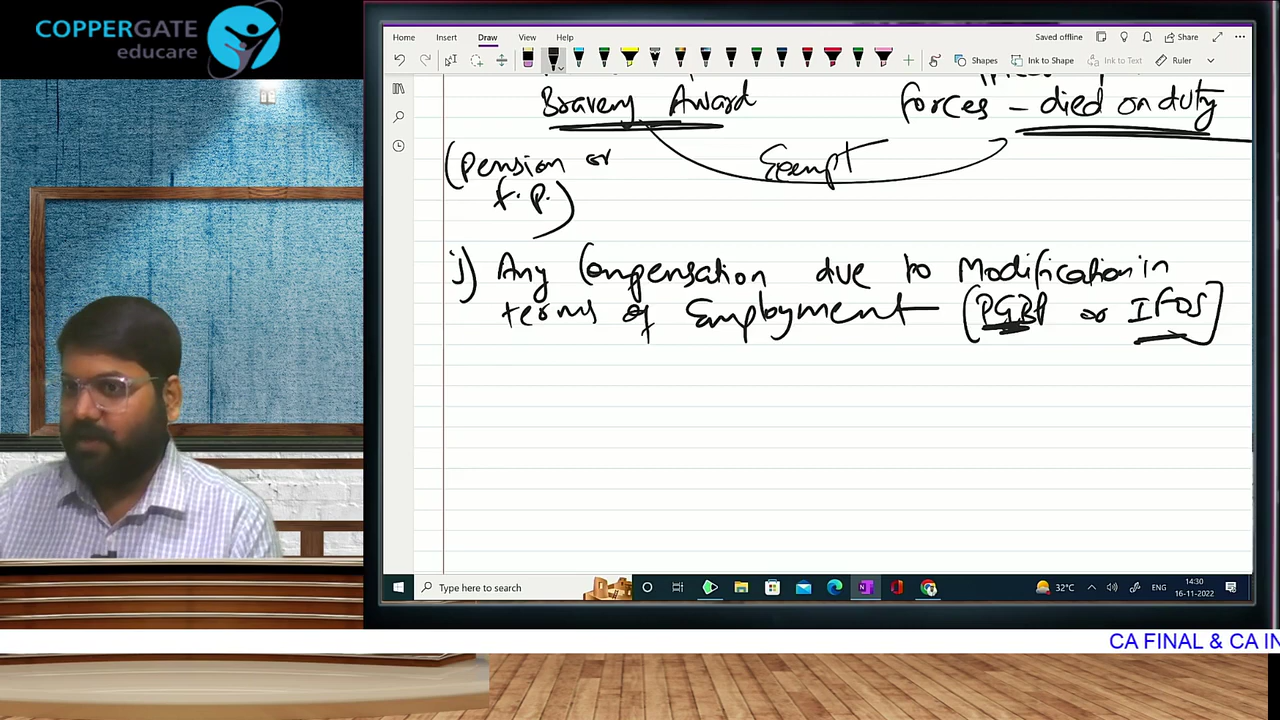 COPPERGATE
educare
Home Insert Draw View Help
Saved offline
Share
Shapes
Ink to Shape
Ink to Text
Ruler
Bravery Award
forces - died on duty
(Pension or
f.p.)
Exempt
j) Any Compensation due to Modification in
terms of Employment (PGBP or IFOS)
Type here to search
32°C
ENG
14:30
16-11-2022
CA FINAL & CA IN